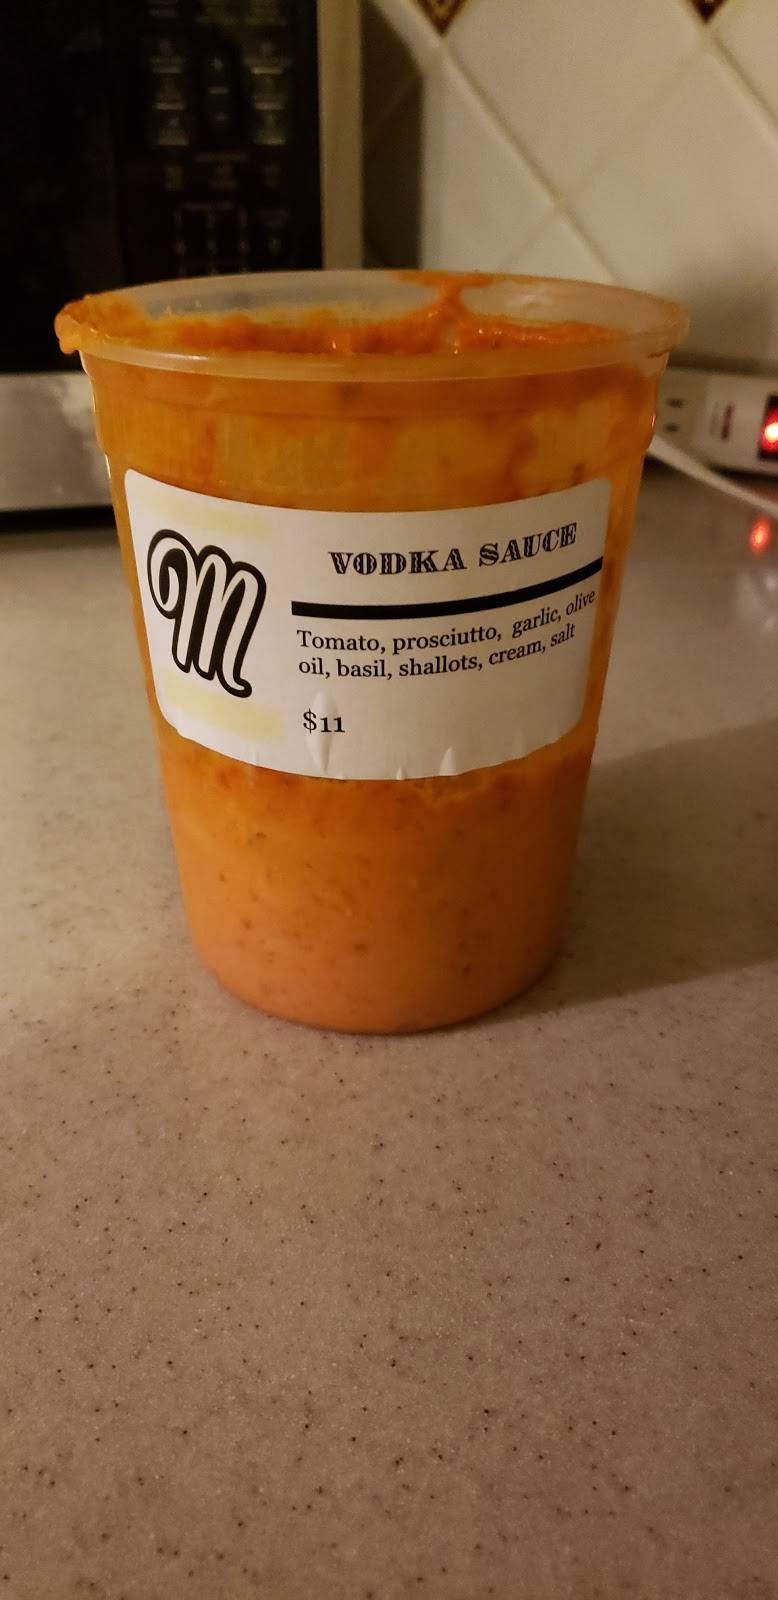 M
VODKA SAUCE
Tomato, prosciutto, garlic, olive
oil, basil, shallots, cream, salt
$11